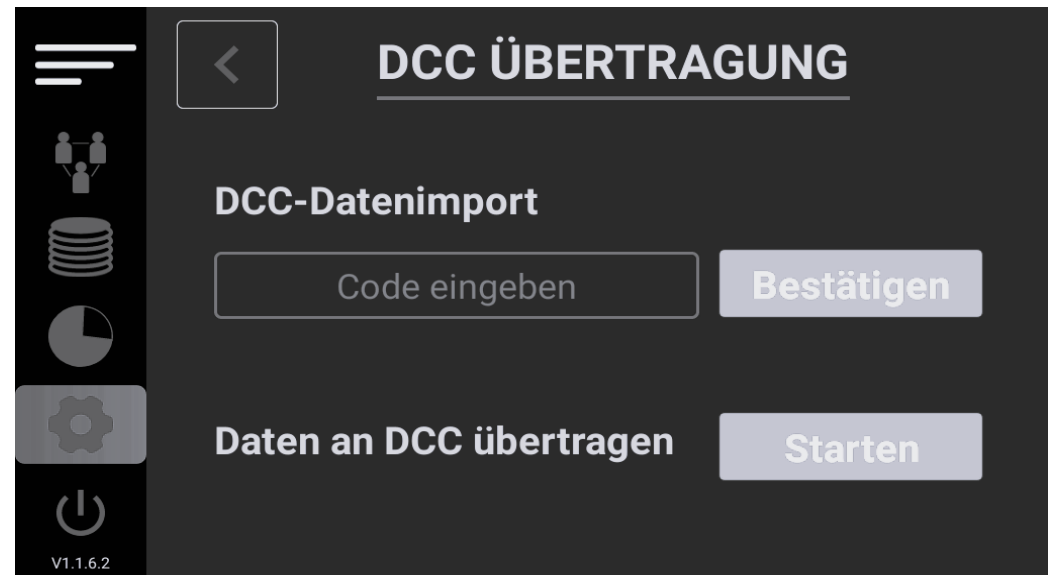 DCC ÜBERTRAGUNG
DCC-Datenimport
Code eingeben
Bestätigen
Daten an DCC übertragen
Starten
V1.1.6.2